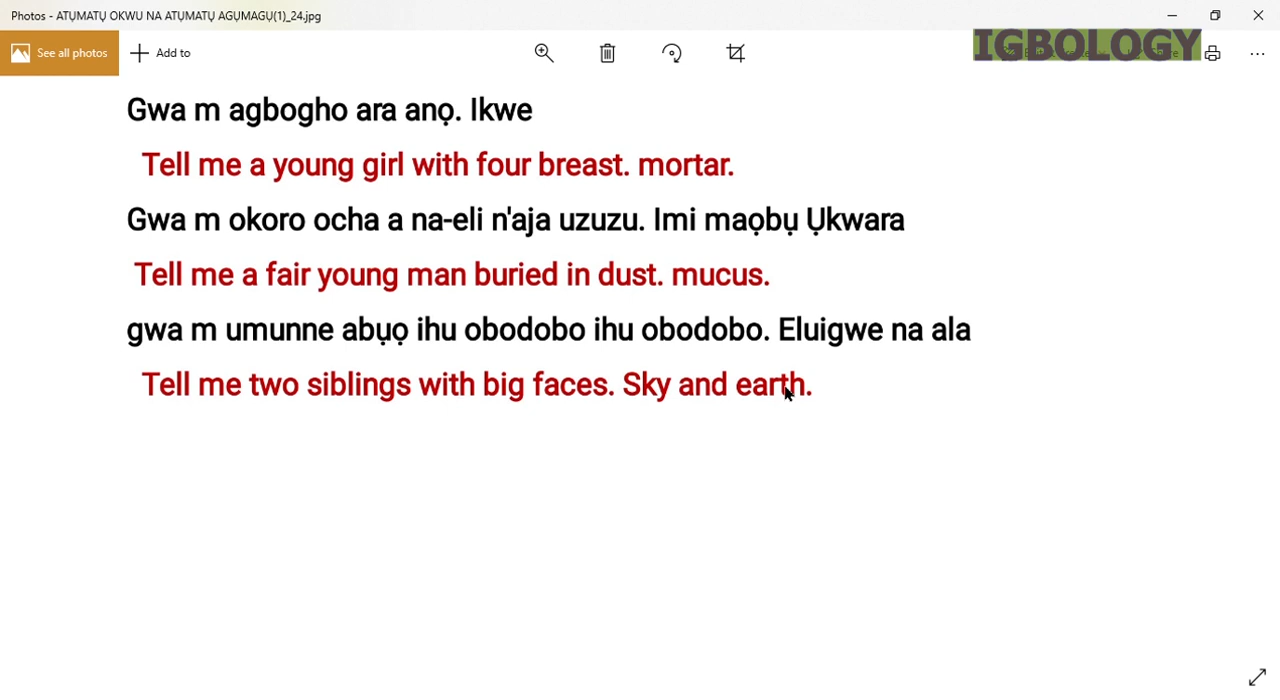 Photos - ATỤMATỤ OKWU NA ATỤMATỤ AGỤMAGỤ(1)_24.jpg
See all photos
Add to
IGBOLOGY
Gwa m agbogho ara anọ. Ikwe
Tell me a young girl with four breast. mortar.
Gwa m okoro ocha a na-eli n'aja uzuzu. Imi maọbụ Ụkwara
Tell me a fair young man buried in dust. mucus.
gwa m umunne abụọ ihu obodobo ihu obodobo. Eluigwe na ala
Tell me two siblings with big faces. Sky and earth.